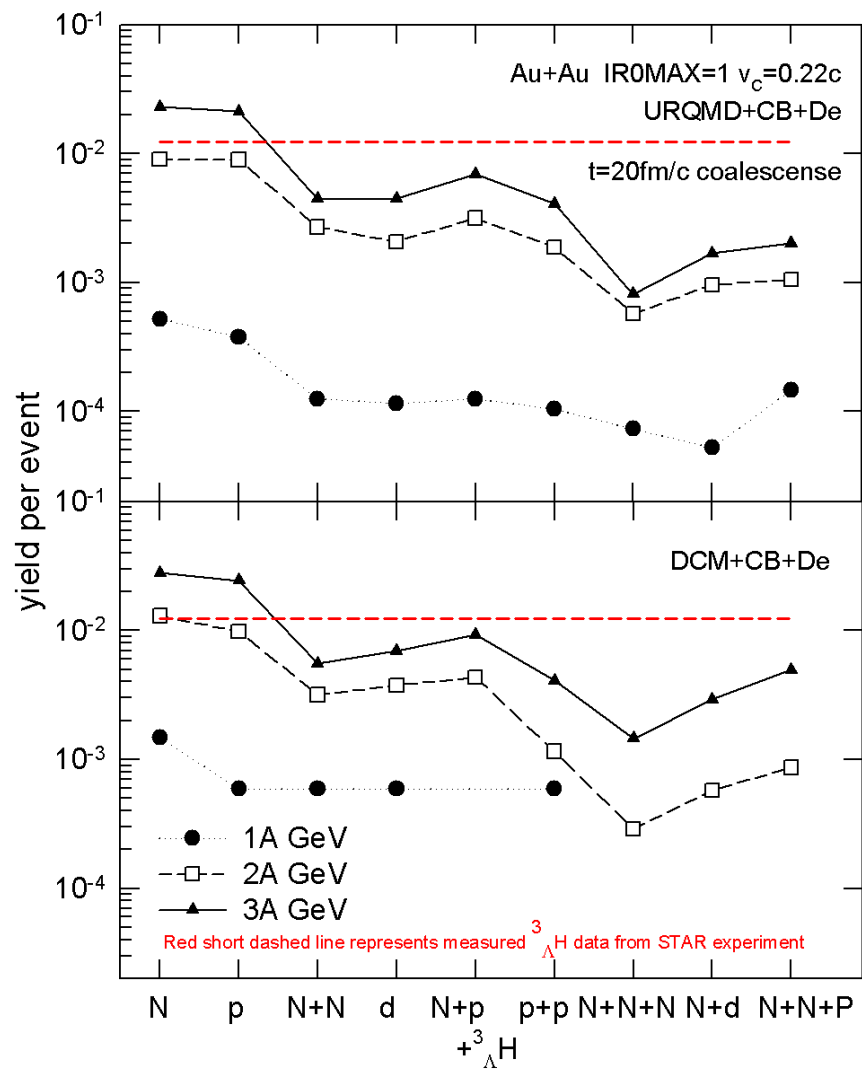 10⁻¹
Au+Au IR0MAX=1 v_c=0.22c
URQMD+CB+De
10⁻²
t=20fm/c coalescense
10⁻³
10⁻⁴
yield per event
10⁻¹
DCM+CB+De
10⁻²
10⁻³
1A GeV
2A GeV
10⁻⁴
3A GeV
Red short dashed line represents measured ³_ΛH data from STAR experiment
N p N+N d N+p p+p N+N+N N+d N+N+P
+³_ΛH